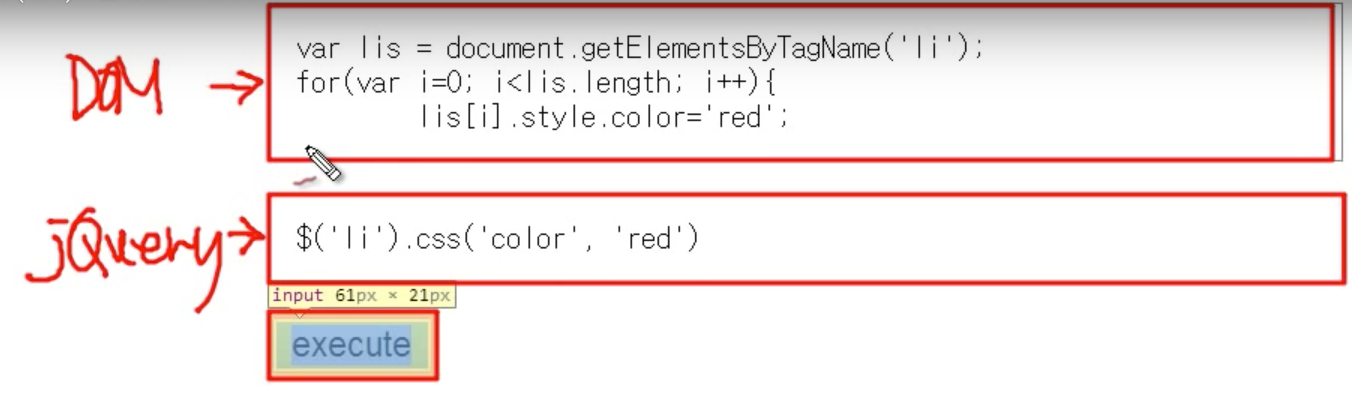 DOM →
var lis = document.getElementsByTagName('li');
for(var i=0; i<lis.length; i++){
lis[i].style.color='red';
jQuery →
$('li').css('color', 'red')
input 61px × 21px
execute